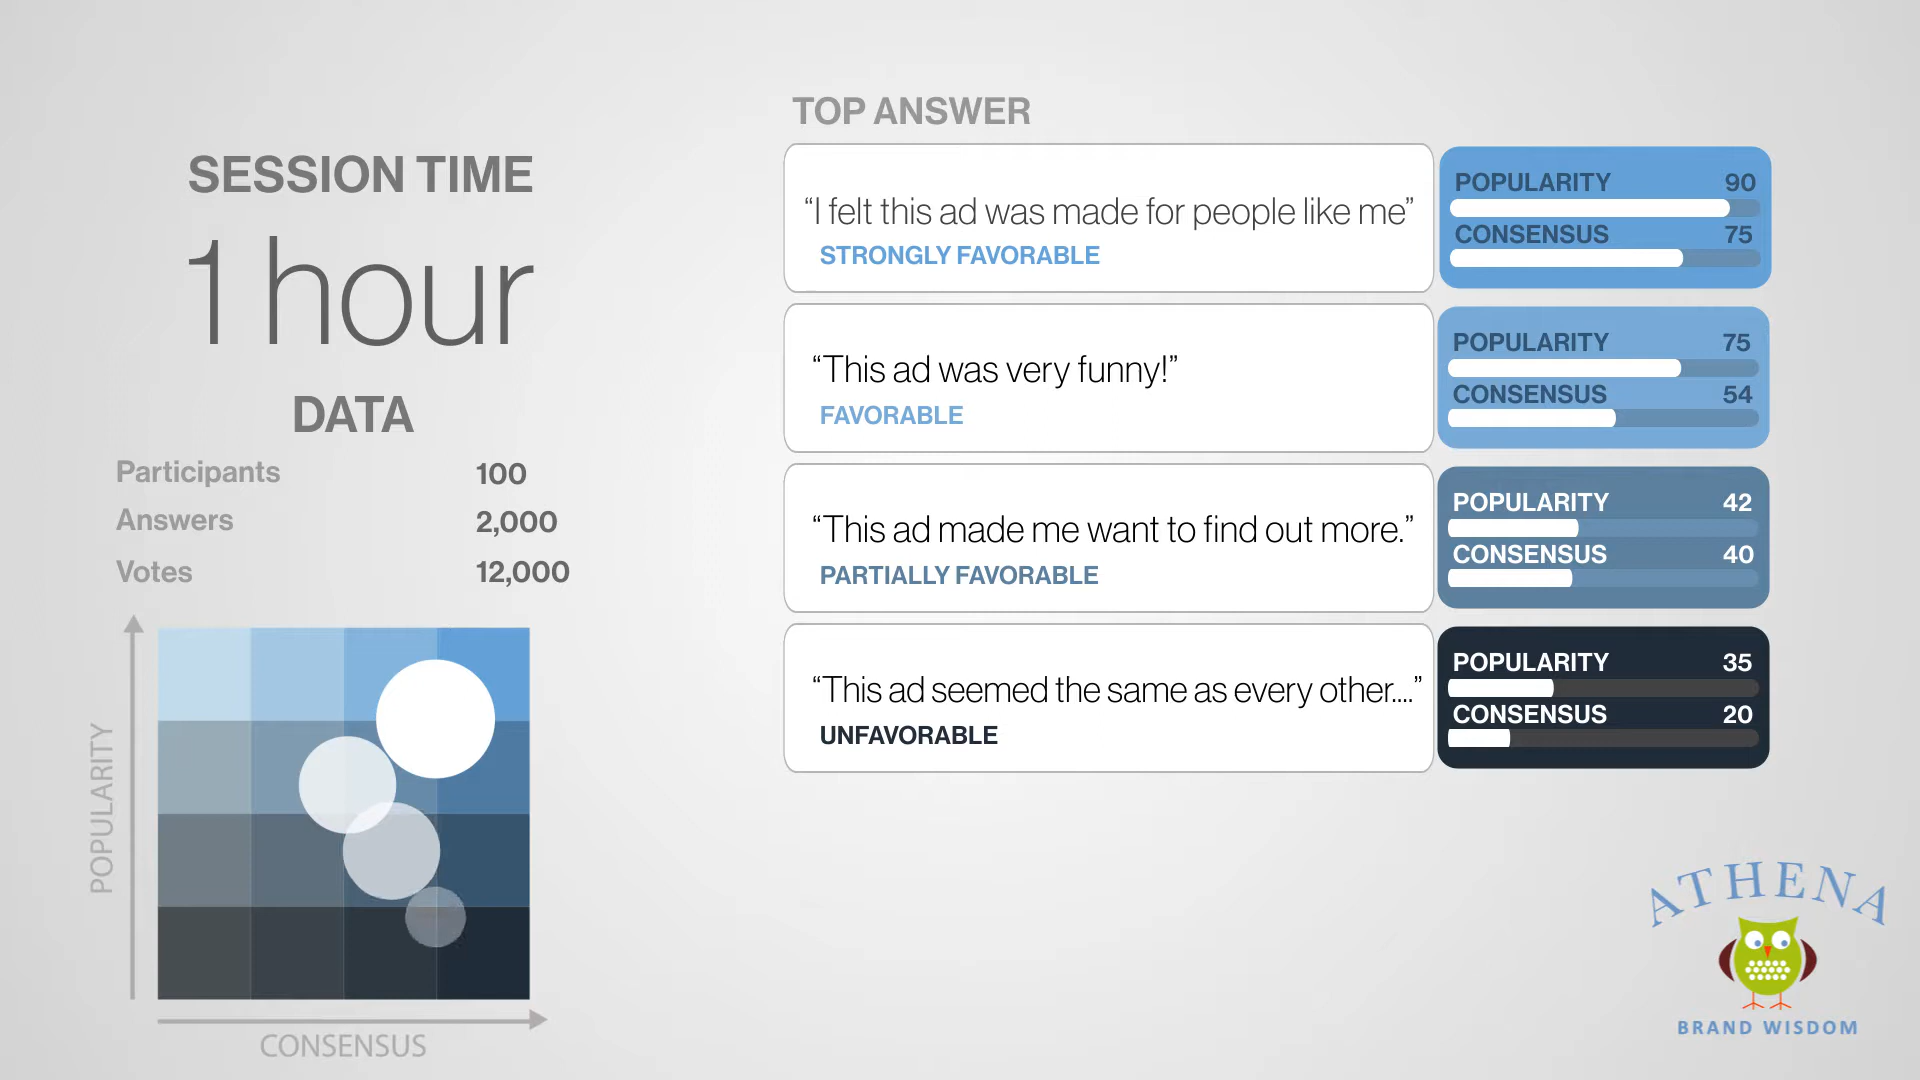 SESSION TIME
1 hour
DATA
Participants 100
Answers 2,000
Votes 12,000
POPULARITY
CONSENSUS
TOP ANSWER
“I felt this ad was made for people like me”
STRONGLY FAVORABLE
POPULARITY 90
CONSENSUS 75
“This ad was very funny!”
FAVORABLE
POPULARITY 75
CONSENSUS 54
“This ad made me want to find out more.”
PARTIALLY FAVORABLE
POPULARITY 42
CONSENSUS 40
“This ad seemed the same as every other....”
UNFAVORABLE
POPULARITY 35
CONSENSUS 20
ATHENA
BRAND WISDOM